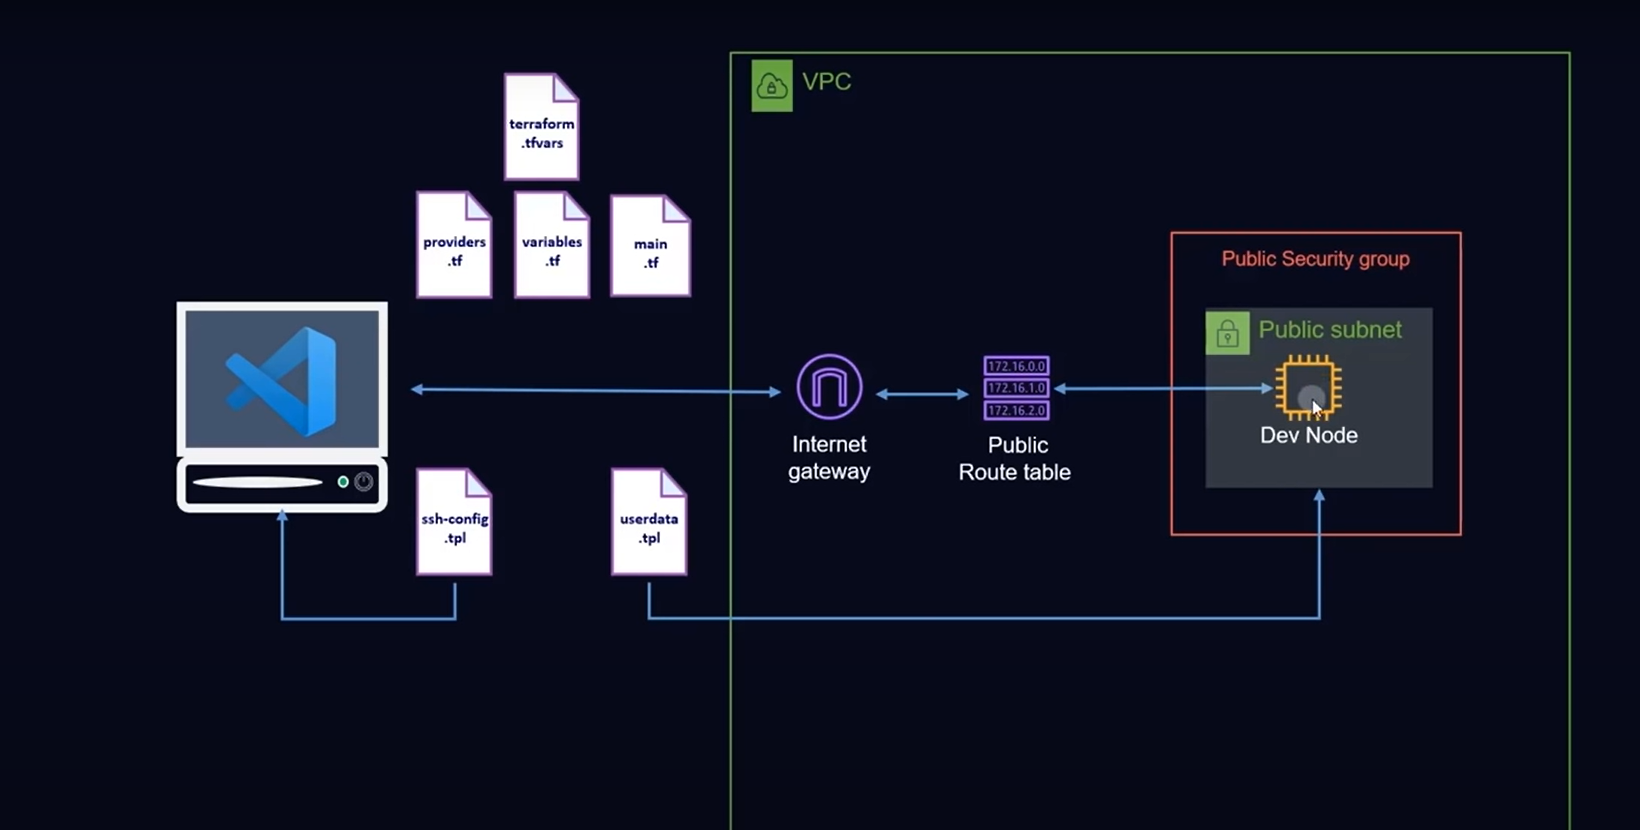 VPC
terraform
.tfvars
providers
.tf
variables
.tf
main
.tf
Public Security group
Public subnet
172.16.0.0
172.16.1.0
172.16.2.0
Dev Node
Internet
gateway
Public
Route table
ssh-config
.tpl
userdata
.tpl